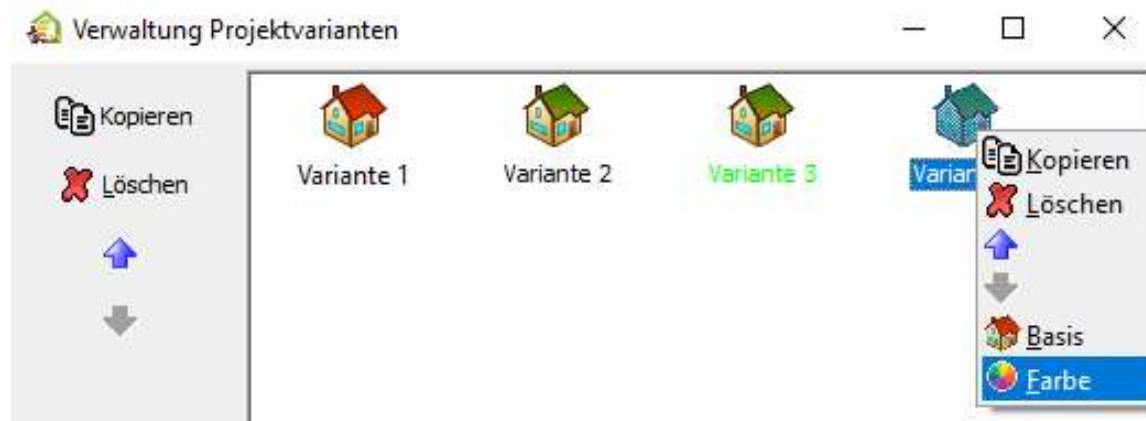 Verwaltung Projektvarianten
Kopieren
Löschen
Variante 1
Variante 2
Variante 3
Kopieren
Löschen
Basis
Farbe